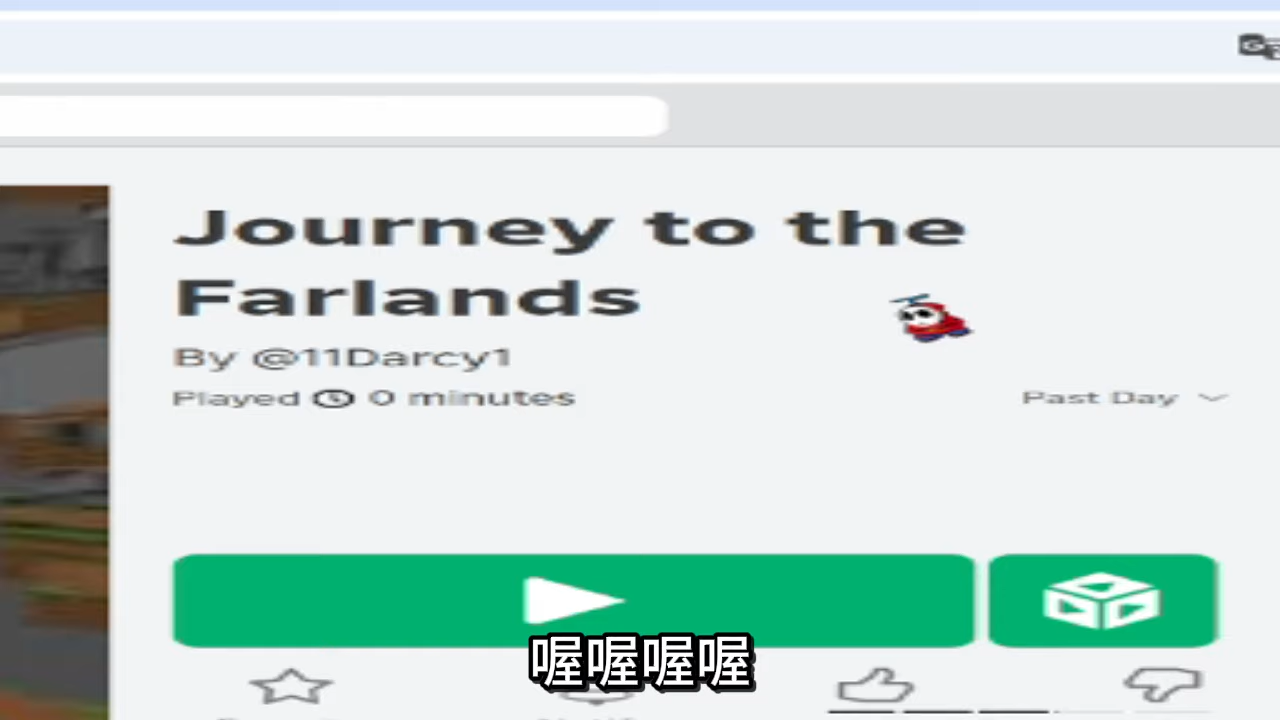 Journey to the
Farlands
By @11Darcy1
Played 0 minutes
Past Day
喔喔喔喔